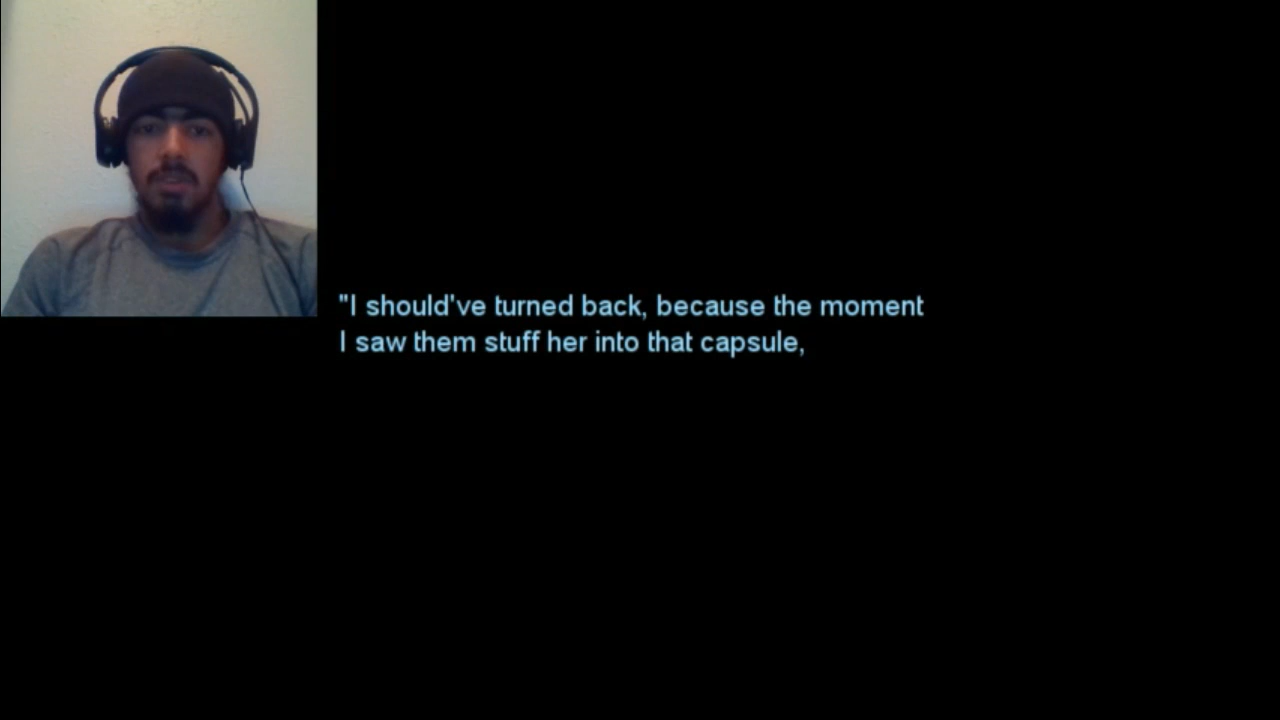 "I should've turned back, because the moment
I saw them stuff her into that capsule,